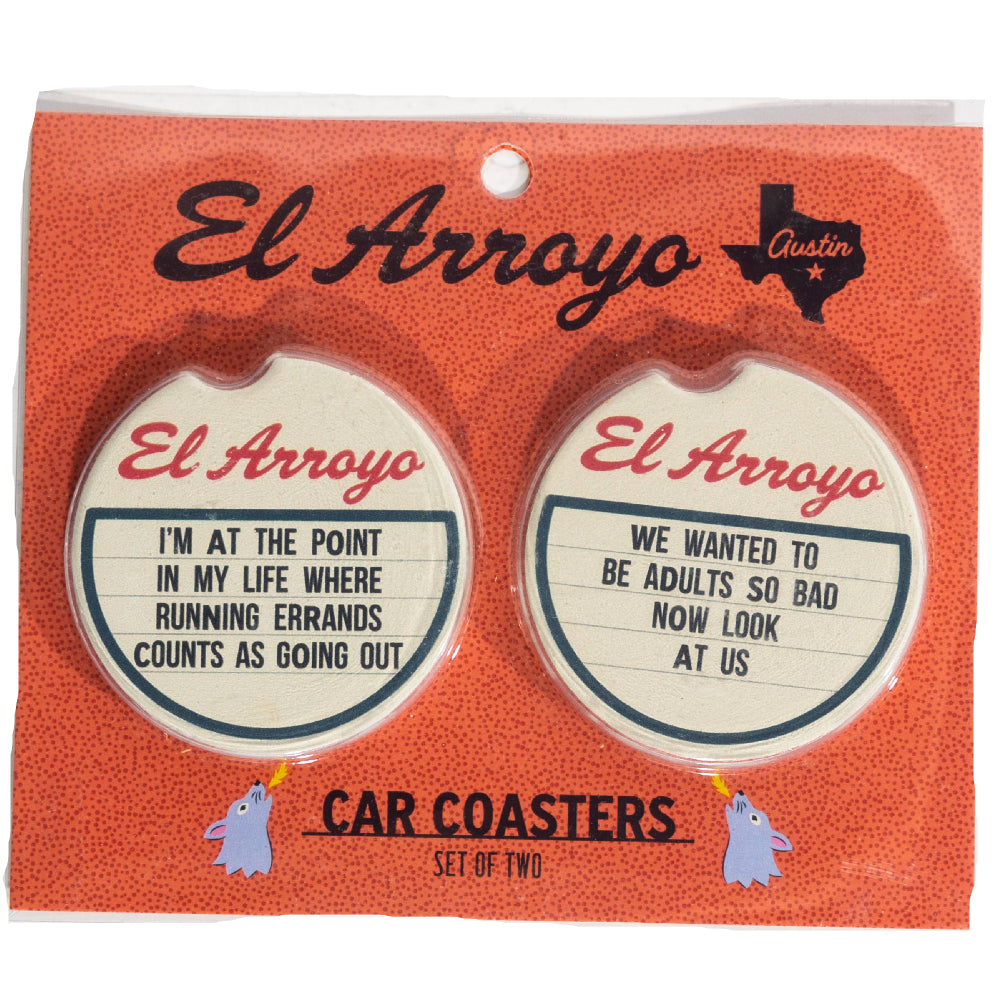 El Arroyo
Austin
El Arroyo
I'M AT THE POINT
IN MY LIFE WHERE
RUNNING ERRANDS
COUNTS AS GOING OUT
El Arroyo
WE WANTED TO
BE ADULTS SO BAD
NOW LOOK
AT US
CAR COASTERS
SET OF TWO